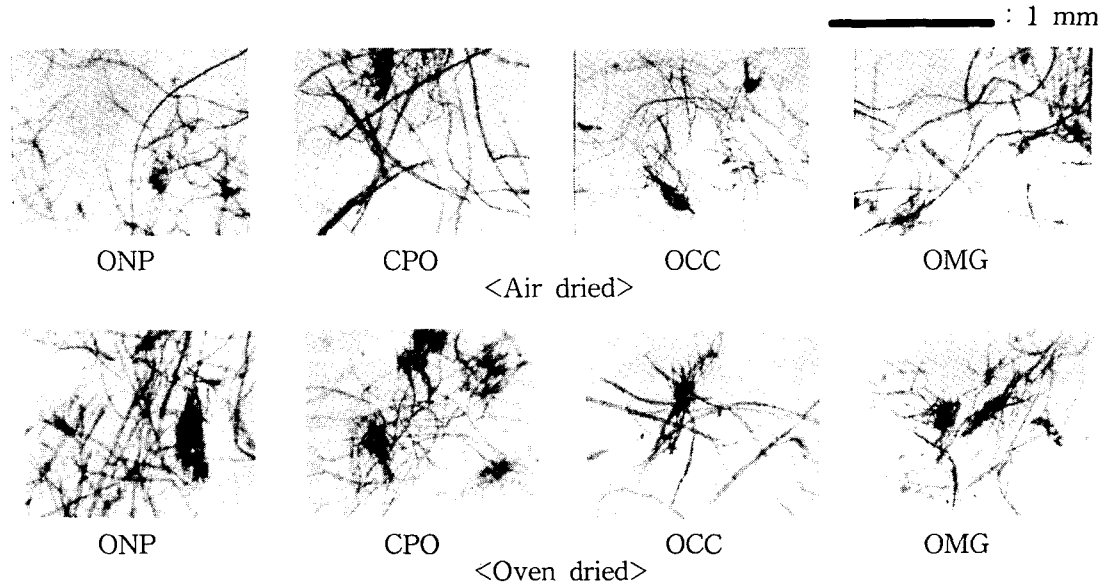 : 1 mm
ONP CPO OCC OMG
<Air dried>
ONP CPO OCC OMG
<Oven dried>